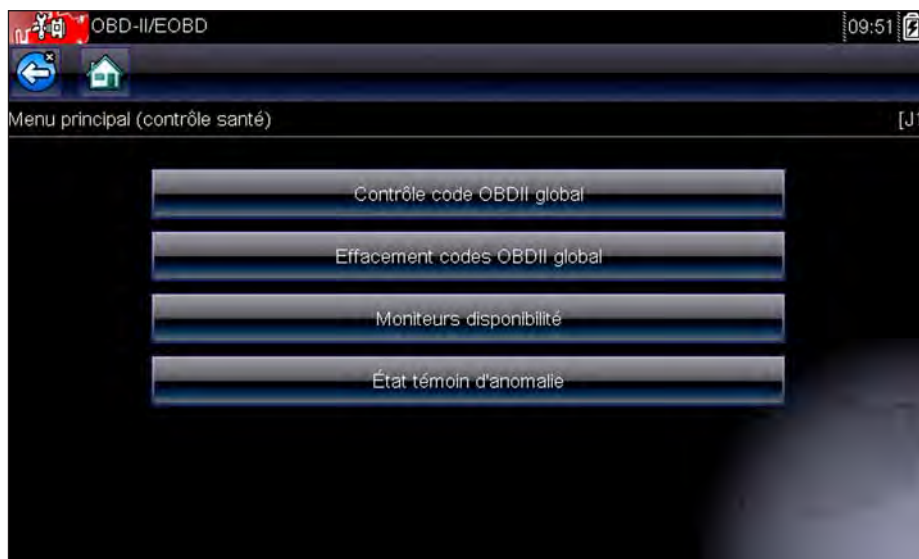 OBD-II/EOBD 09:51
Menu principal (contrôle santé) [J1
Contrôle code OBDII global
Effacement codes OBDII global
Moniteurs disponibilité
État témoin d'anomalie